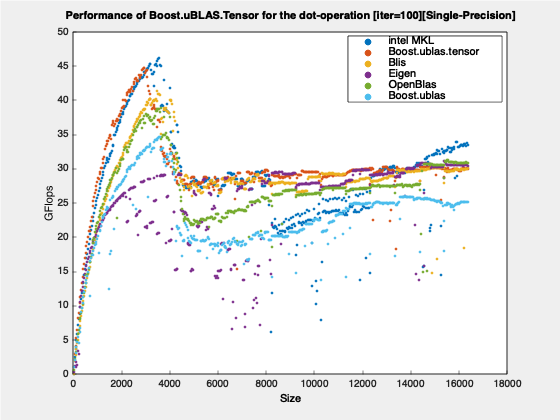 Performance of Boost.uBLAS.Tensor for the dot-operation [iter=100][Single-Precision]
50
45
40
35
30
25
20
15
10
5
0
GFlops
intel MKL
Boost.ublas.tensor
Blis
Eigen
OpenBlas
Boost.ublas
0 2000 4000 6000 8000 10000 12000 14000 16000 18000
Size